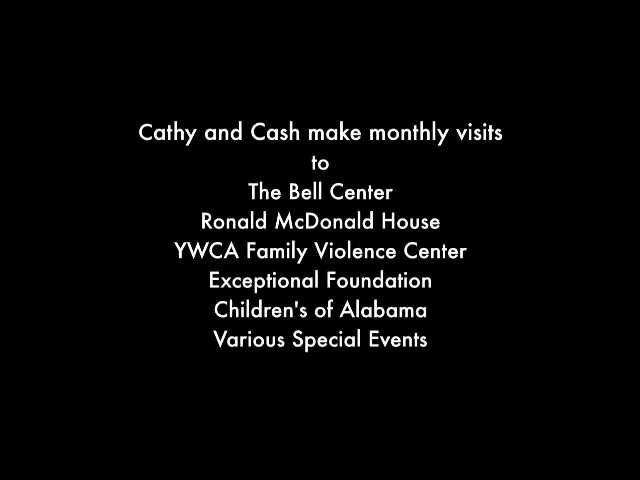 Cathy and Cash make monthly visits
to
The Bell Center
Ronald McDonald House
YWCA Family Violence Center
Exceptional Foundation
Children's of Alabama
Various Special Events